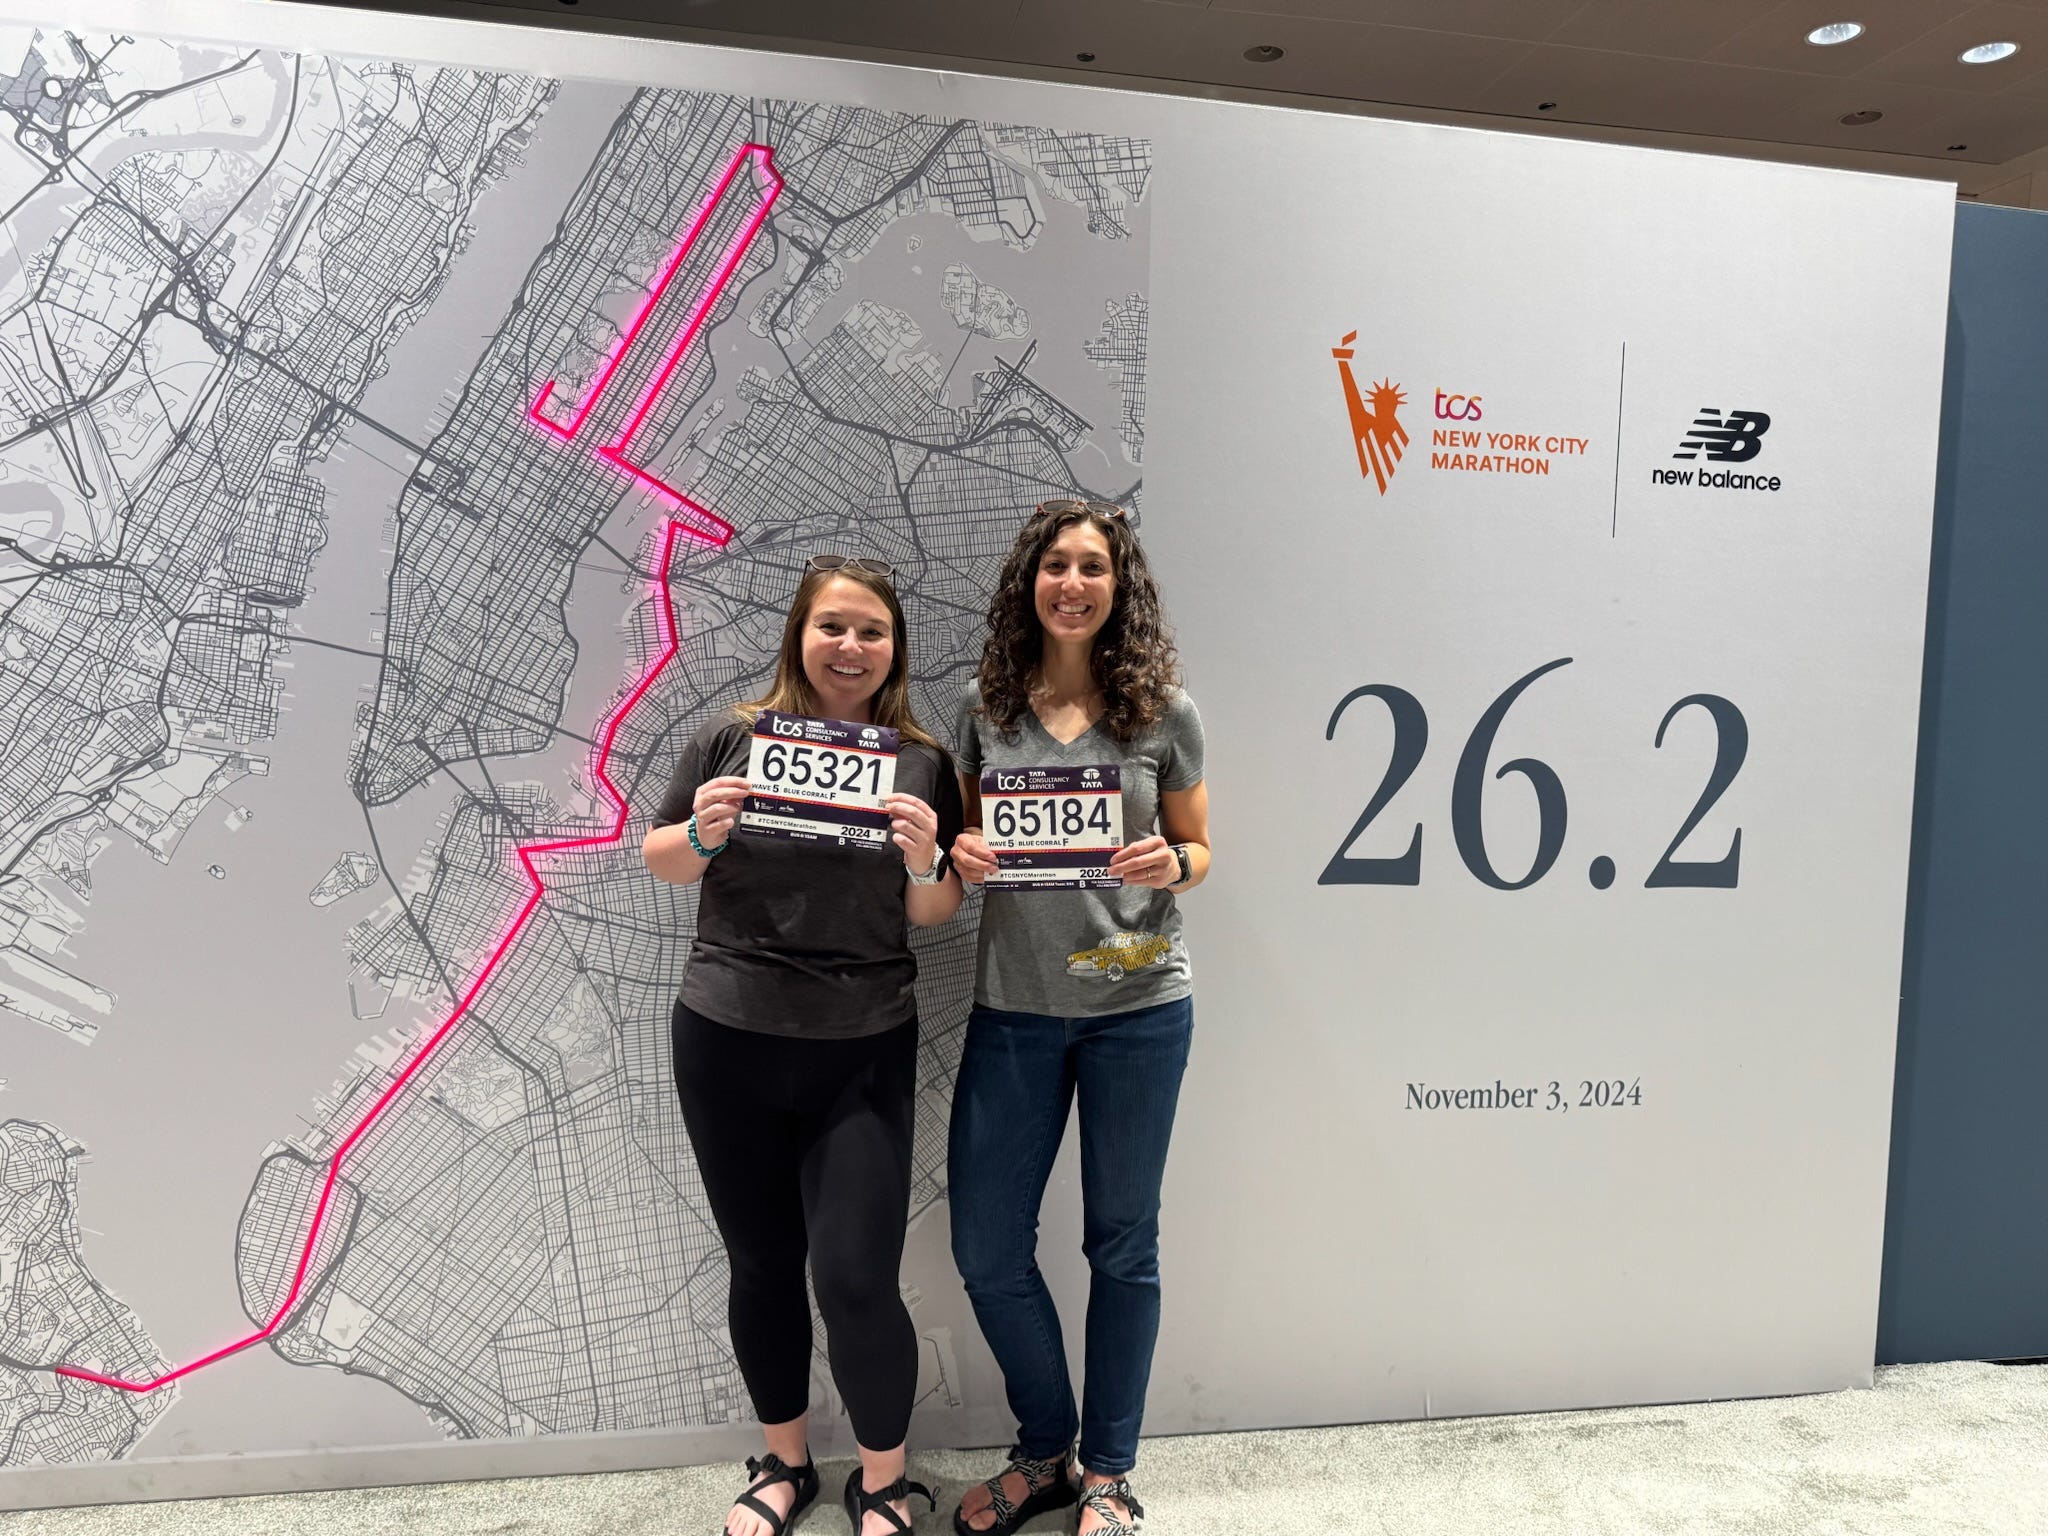 tcs
NEW YORK CITY
MARATHON
NB
new balance
26.2
November 3, 2024
tcs TATA
CONSULTANCY
SERVICES
TATA
65321
WAVE 5 BLUE CORRAL F
#TCSNYCMarathon
2024
B
tcs TATA
CONSULTANCY
SERVICES
TATA
65184
WAVE 5 BLUE CORRAL F
#TCSNYCMarathon
2024
B